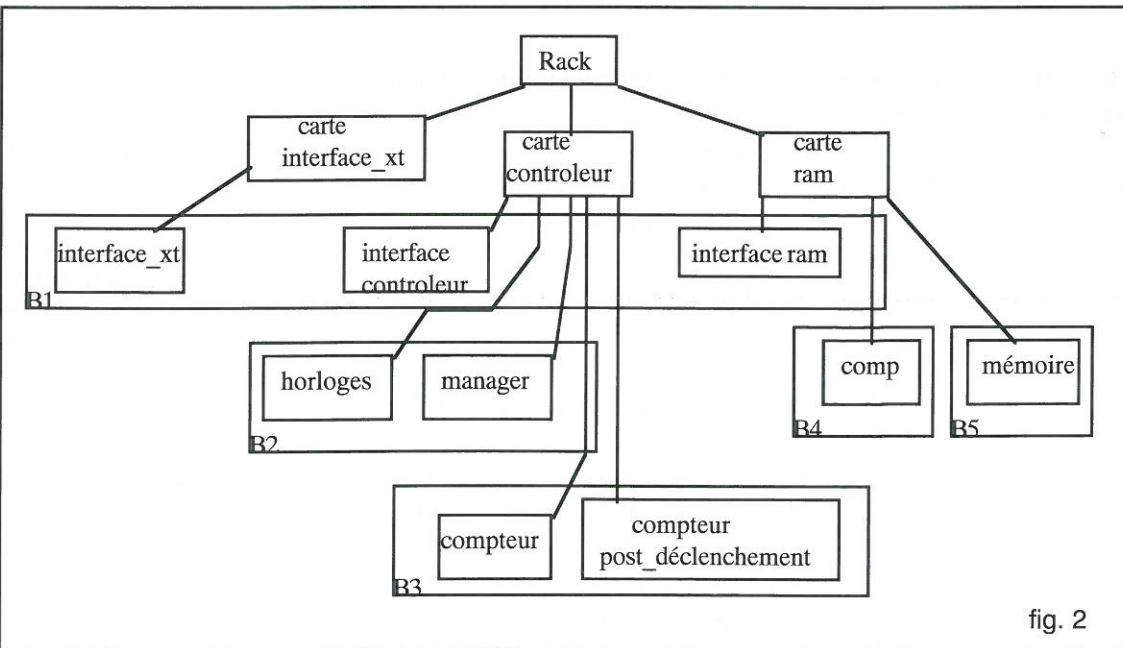 Rack
carte
interface_xt
carte
controleur
carte
ram
interface_xt
interface
controleur
interface ram
B1
horloges
manager
comp
mémoire
B2
B4
B5
compteur
compteur
post_déclenchement
B3
fig. 2